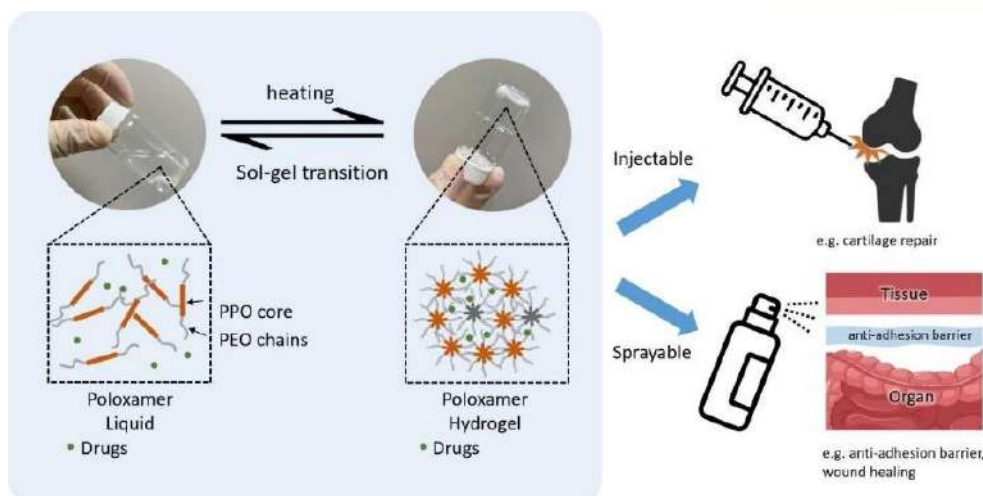 heating
Sol-gel transition
PPO core
PEO chains
Poloxamer
Liquid
Drugs
Poloxamer
Hydrogel
Drugs
Injectable
e.g. cartilage repair
Sprayable
Tissue
anti-adhesion barrier
Organ
e.g. anti-adhesion barrier,
wound healing